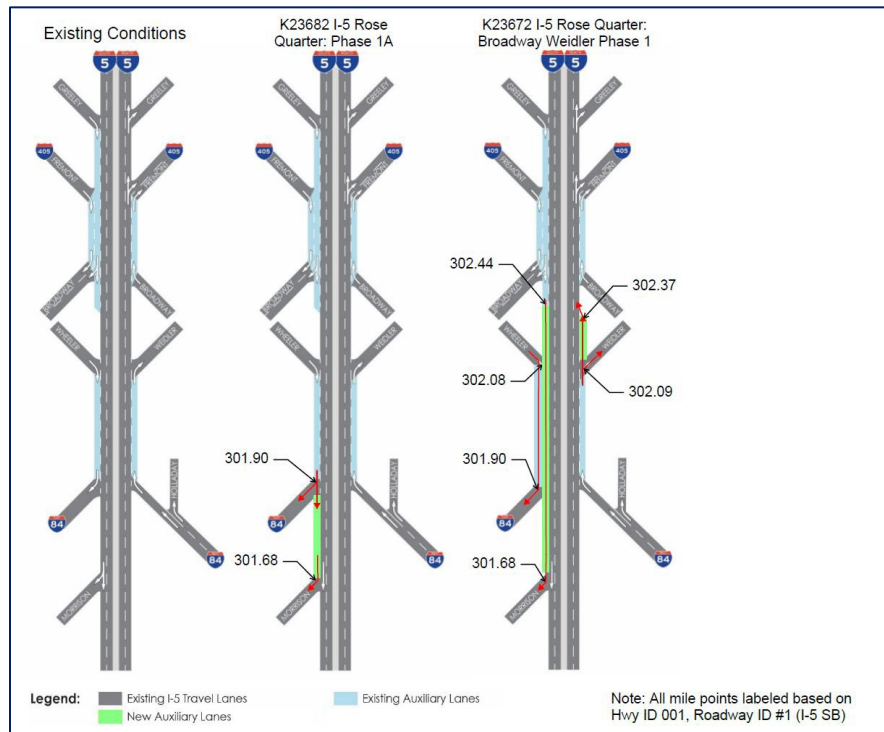 Existing Conditions
K23682 I-5 Rose
Quarter: Phase 1A
K23672 I-5 Rose Quarter:
Broadway Weidler Phase 1
5
5
GREELEY
GREELEY
405
FREMONT
405
FREMONT
BROADWAY
BROADWAY
WHEELER
WEIDLER
HOLLADAY
84
84
MORRISON
5
5
GREELEY
GREELEY
405
FREMONT
405
FREMONT
BROADWAY
BROADWAY
WHEELER
WEIDLER
301.90
HOLLADAY
84
84
301.68
MORRISON
5
5
GREELEY
GREELEY
405
FREMONT
405
FREMONT
302.44
302.37
BROADWAY
BROADWAY
WHEELER
WEIDLER
302.08
302.09
301.90
HOLLADAY
84
84
301.68
MORRISON
Legend:
Existing I-5 Travel Lanes
Existing Auxiliary Lanes
New Auxiliary Lanes
Note: All mile points labeled based on
Hwy ID 001, Roadway ID #1 (I-5 SB)